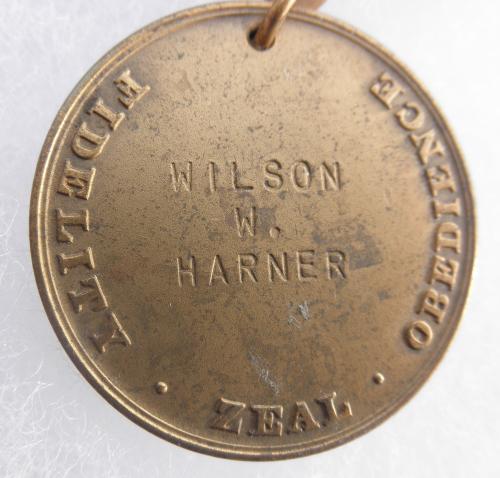 WILSON
W.
HARNER
FIDELITY · ZEAL · OBEDIENCE